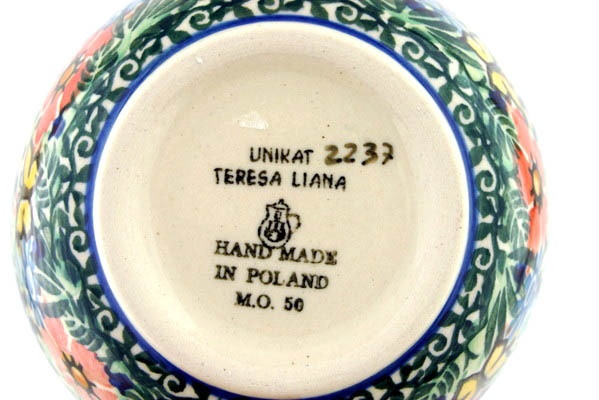 UNIKAT 2237
TERESA LIANA
HAND MADE
IN POLAND
M.O. 50